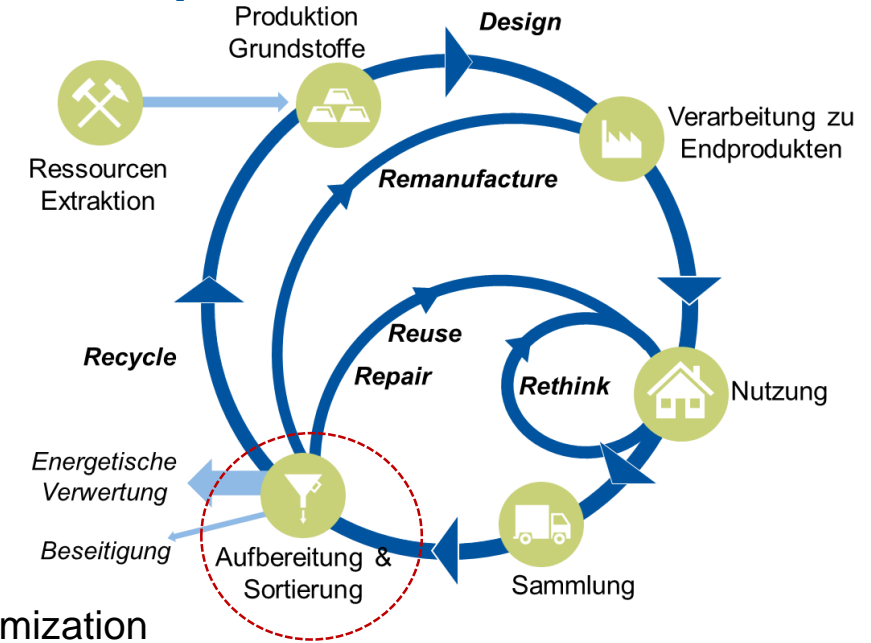 Produktion
Grundstoffe
Design
Ressourcen
Extraktion
Verarbeitung zu
Endprodukten
Remanufacture
Reuse
Repair
Recycle
Rethink
Nutzung
Energetische
Verwertung
Beseitigung
Aufbereitung &
Sortierung
Sammlung
mization